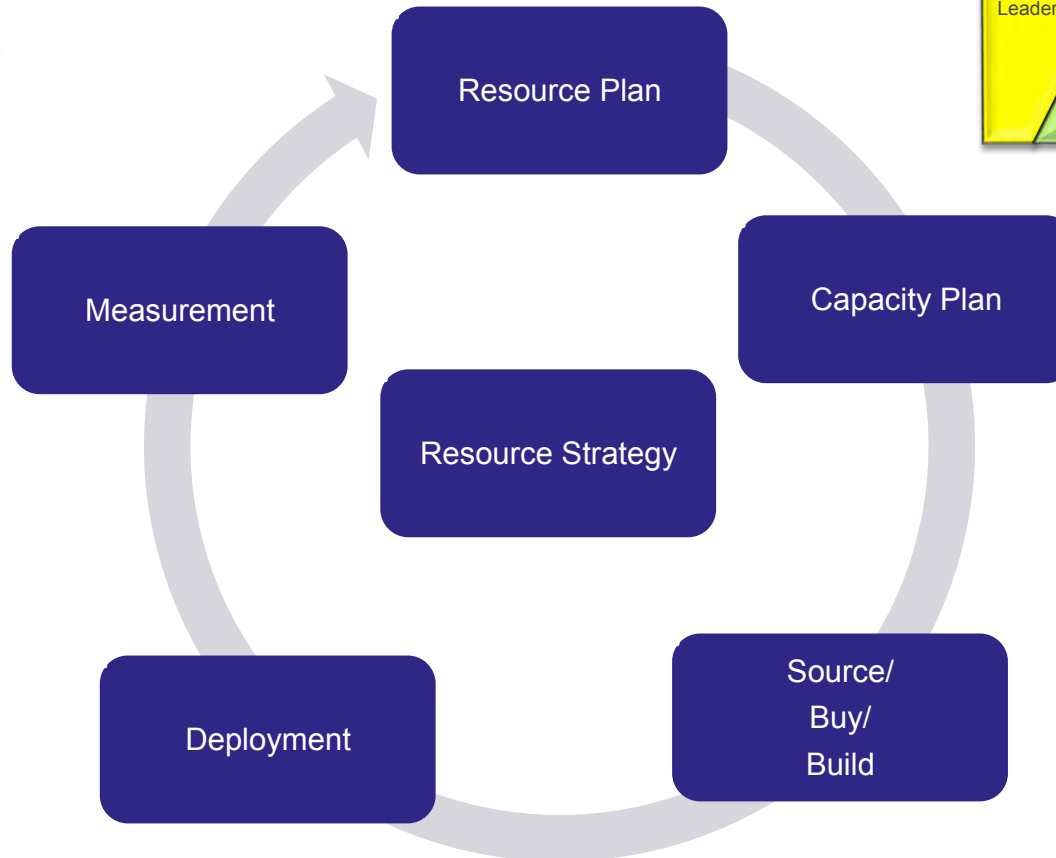 Leader
Resource Plan
Capacity Plan
Measurement
Resource Strategy
Source/
Buy/
Build
Deployment